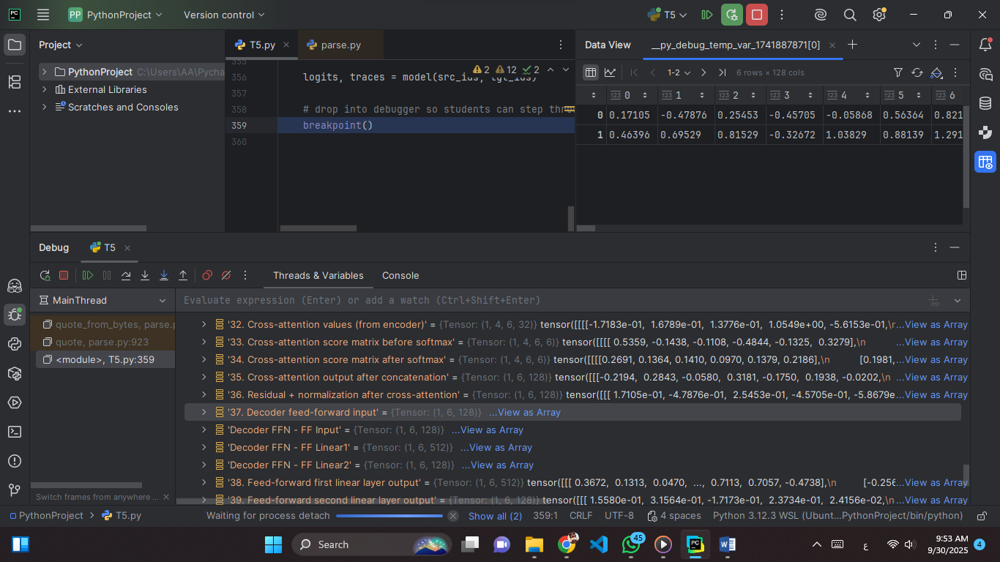 PC
PP PythonProject
Version control
T5
Project
PythonProject C:\Users\AA\Pycha
External Libraries
Scratches and Consoles
T5.py
parse.py
2 12 2
355
356 logits, traces = model(src_ids, tgt_ids)
357
358 # drop into debugger so students can step thro
359 breakpoint()
360
Data View
__py_debug_temp_var_1741887871[0]
1-2
6 rows × 128 cols
123 0 123 1 123 2 123 3 123 4 123 5 123 6
0 0.17105 -0.47876 0.25453 -0.45705 -0.05868 0.56364 0.821
1 0.46396 0.69529 0.81529 -0.32672 1.03829 0.88139 1.291
Debug
T5
Threads & Variables
Console
MainThread
Evaluate expression (Enter) or add a watch (Ctrl+Shift+Enter)
quote_from_bytes, parse.p
quote, parse.py:923
<module>, T5.py:359
Switch frames from anywhere ...
'32. Cross-attention values (from encoder)' = {Tensor: (1, 4, 6, 32)} tensor([[[[-1.7183e-01, 1.6789e-01, 1.3776e-01, 1.0549e+00, -5.6153e-01,\n ...View as Array
'33. Cross-attention score matrix before softmax' = {Tensor: (1, 4, 6, 6)} tensor([[[[ 0.5359, -0.1438, -0.1108, -0.4844, -0.1325, 0.3279],\n ...View as Array
'34. Cross-attention score matrix after softmax' = {Tensor: (1, 4, 6, 6)} tensor([[[[0.2691, 0.1364, 0.1410, 0.0970, 0.1379, 0.2186],\n [0.1981, ...View as Array
'35. Cross-attention output after concatenation' = {Tensor: (1, 6, 128)} tensor([[[-0.2194, 0.2843, -0.0580, 0.3181, -0.1750, 0.1938, -0.0202,\n ...View as Array
'36. Residual + normalization after cross-attention' = {Tensor: (1, 6, 128)} tensor([[[ 1.7105e-01, -4.7876e-01, 2.5453e-01, -4.5705e-01, -5.8679e ...View as Array
'37. Decoder feed-forward input' = {Tensor: (1, 6, 128)} ...View as Array
'Decoder FFN - FF Input' = {Tensor: (1, 6, 128)} ...View as Array
'Decoder FFN - FF Linear1' = {Tensor: (1, 6, 512)} ...View as Array
'Decoder FFN - FF Linear2' = {Tensor: (1, 6, 128)} ...View as Array
'38. Feed-forward first linear layer output' = {Tensor: (1, 6, 512)} tensor([[[ 0.3672, 0.1313, 0.0470, ..., 0.7113, 0.7057, -0.4738],\n [-0.256 ...View as Array
'39. Feed-forward second linear layer output' = {Tensor: (1, 6, 128)} tensor([[[ 1.5580e-01, 3.1564e-01, -1.7173e-01, 2.3734e-01, 2.4156e-02,\n ...View as Array
PythonProject > T5.py
Waiting for process detach
Show all (2)
359:1
CRLF
UTF-8
4 spaces
Python 3.12.3 WSL (Ubunt...PythonProject/bin/python)
Search
45
PC
ع
9:53 AM
9/30/2025
4